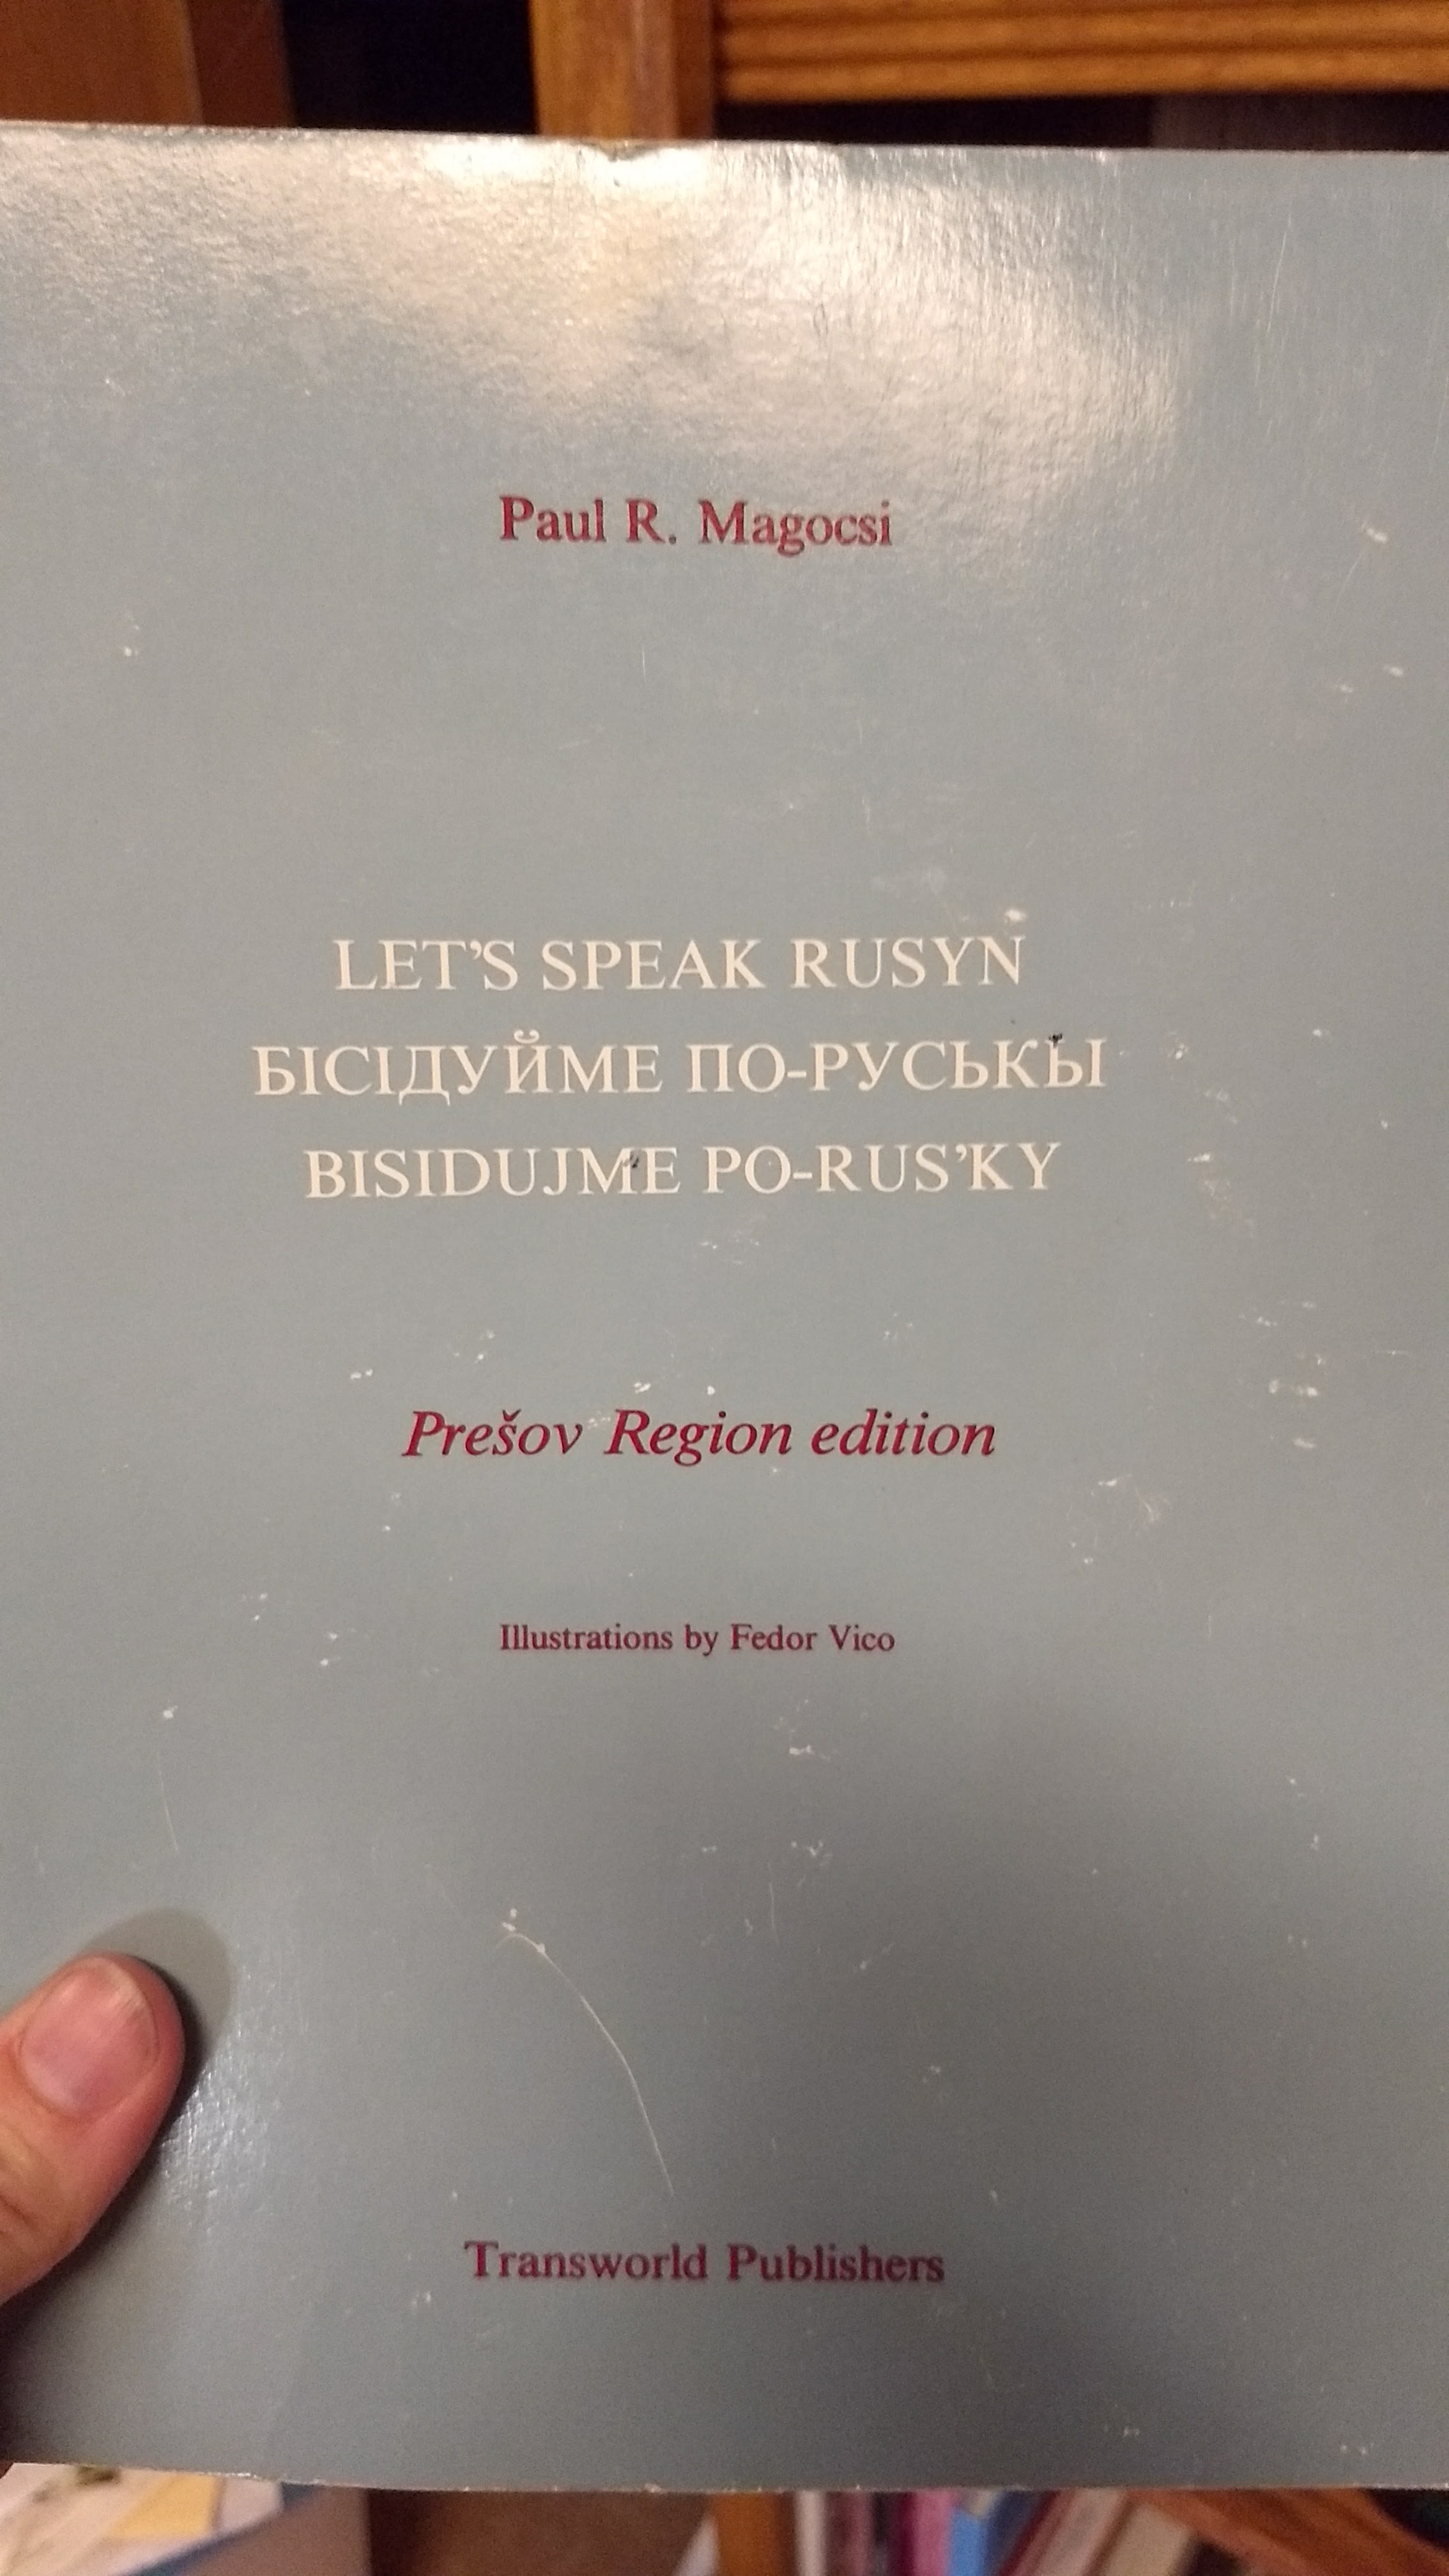 Paul R. Magocsi
LET'S SPEAK RUSYN
БІСІДУЙМЕ ПО-РУСЬКЫ
BISIDUJME PO-RUS'KY
Prešov Region edition
Illustrations by Fedor Vico
Transworld Publishers